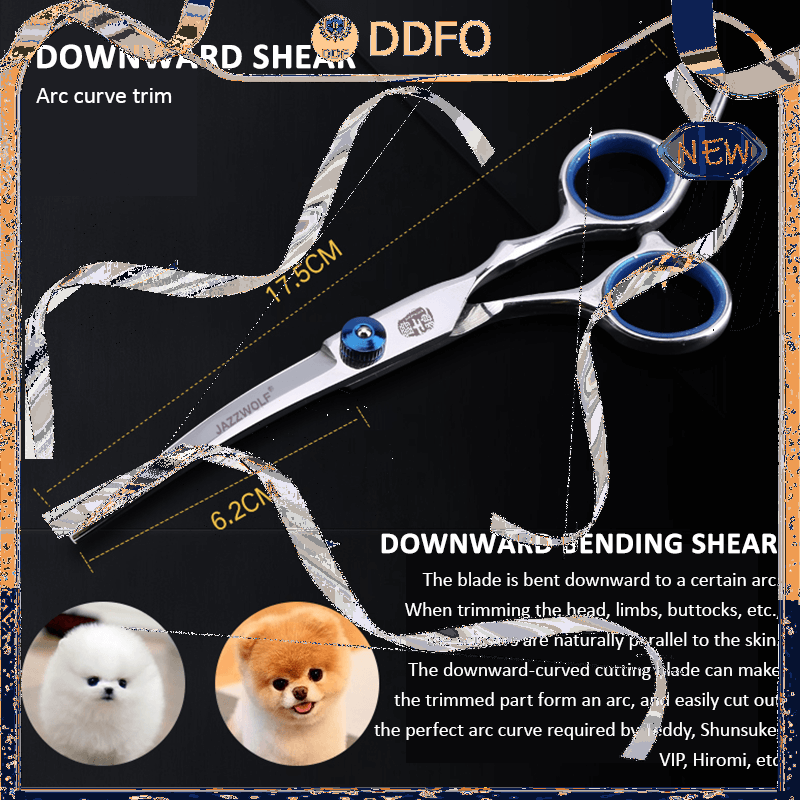 DDFO
DOWNWARD SHEAR
Arc curve trim
NEW
17.5CM
JAZZWOLF®
6.2CM
DOWNWARD BENDING SHEAR
The blade is bent downward to a certain arc.
When trimming the head, limbs, buttocks, etc.,
are naturally parallel to the skin.
The downward-curved cutting blade can make
the trimmed part form an arc, and easily cut out
the perfect arc curve required by Teddy, Shunsuke,
VIP, Hiromi, etc